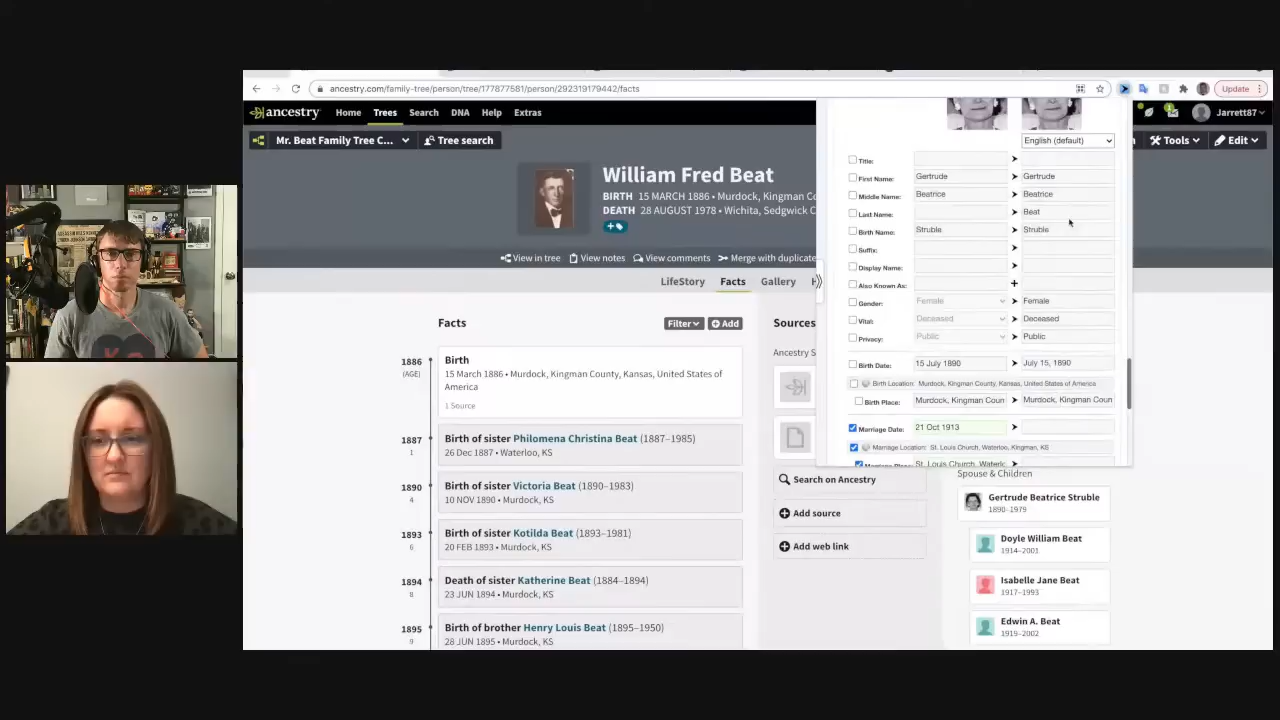 ancestry.com/family-tree/person/tree/177877581/person/292319179442/facts
Update
ancestry
Home
Trees
Search
DNA
Help
Extras
Jarrett87
Mr. Beat Family Tree C...
Tree search
Tools
Edit
William Fred Beat
BIRTH 15 MARCH 1886 • Murdock, Kingman Co
DEATH 28 AUGUST 1978 • Wichita, Sedgwick C
View in tree
View notes
View comments
Merge with duplicate
LifeStory
Facts
Gallery
Facts
Filter
Add
1886
(AGE)
Birth
15 March 1886 • Murdock, Kingman County, Kansas, United States of
America
1 Source
1887
1
Birth of sister Philomena Christina Beat (1887–1985)
26 Dec 1887 • Waterloo, KS
1890
4
Birth of sister Victoria Beat (1890–1983)
10 NOV 1890 • Murdock, KS
1893
6
Birth of sister Kotilda Beat (1893–1981)
20 FEB 1893 • Murdock, KS
1894
8
Death of sister Katherine Beat (1884–1894)
23 JUN 1894 • Murdock, KS
1895
9
Birth of brother Henry Louis Beat (1895–1950)
28 JUN 1895 • Murdock, KS
Sources
Ancestry S
Search on Ancestry
Add source
Add web link
English (default)
Title:
First Name: Gertrude Gertrude
Middle Name: Beatrice Beatrice
Last Name: Beat
Birth Name: Struble Struble
Suffix:
Display Name:
Also Known As:
Gender: Female Female
Vital: Deceased Deceased
Privacy: Public Public
Birth Date: 15 July 1890 July 15, 1890
Birth Location: Murdock, Kingman County, Kansas, United States of America
Birth Place: Murdock, Kingman Coun Murdock, Kingman Coun
Marriage Date: 21 Oct 1913
Marriage Location: St. Louis Church, Waterloo, Kingman, KS
Marriage Place: St. Louis Church, Waterlo
Spouse & Children
Gertrude Beatrice Struble
1890–1979
Doyle William Beat
1914–2001
Isabelle Jane Beat
1917–1993
Edwin A. Beat
1919–2002